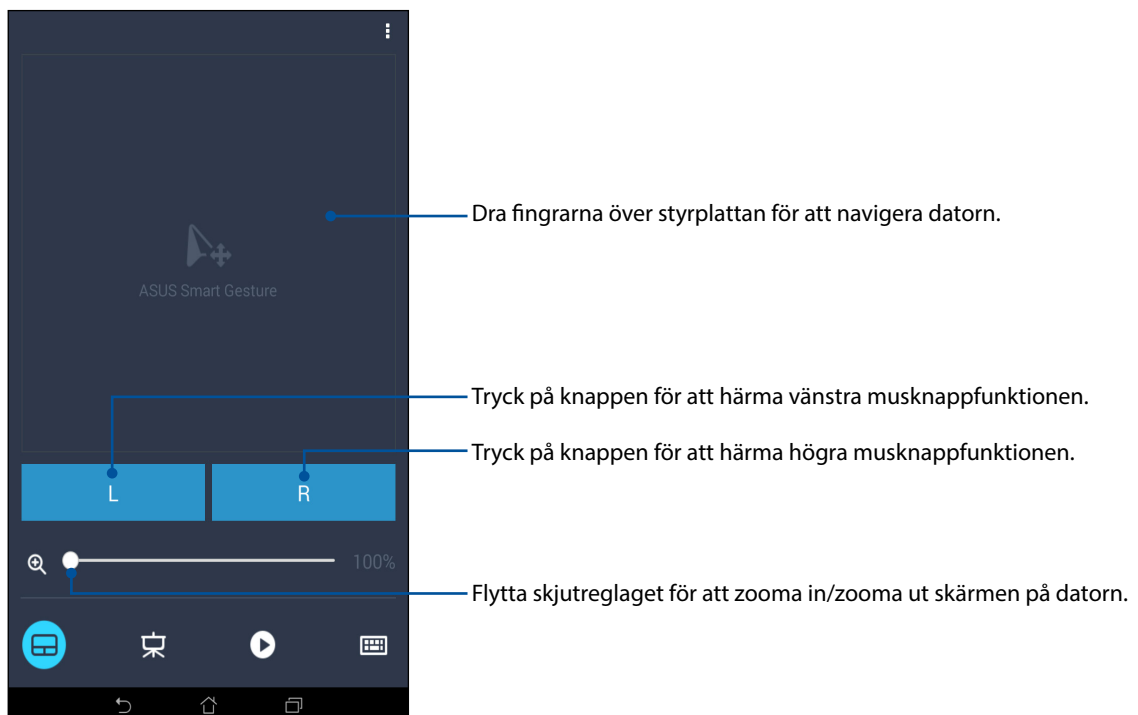 Dra fingrarna över styrplattan för att navigera datorn.
ASUS Smart Gesture
Tryck på knappen för att härma vänstra musknappfunktionen.
Tryck på knappen för att härma högra musknappfunktionen.
L
R
100%
Flytta skjutreglaget för att zooma in/zooma ut skärmen på datorn.